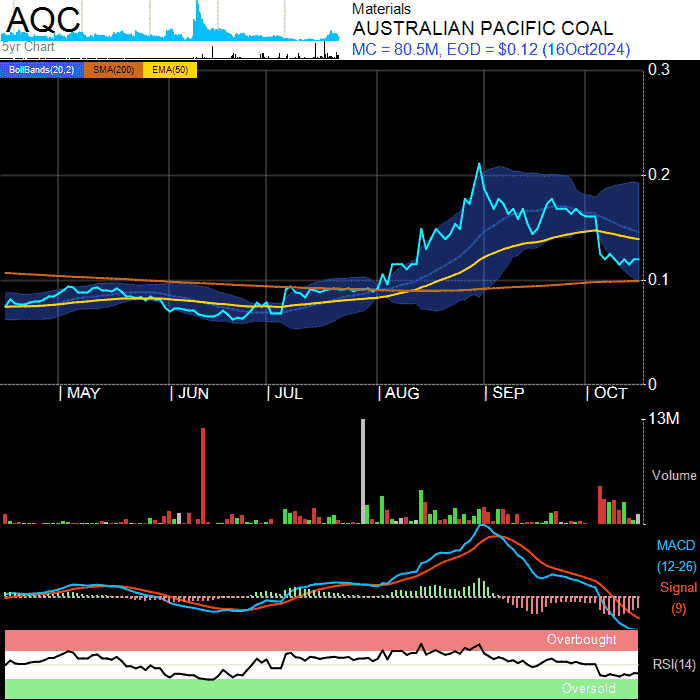 AQC
5yr Chart
Materials
AUSTRALIAN PACIFIC COAL
MC = 80.5M, EOD = $0.12 (16Oct2024)
BollBands(20,2) SMA(200) EMA(50)
0.3
0.2
0.1
0
| MAY | JUN | JUL | AUG | SEP | OCT
13M
Volume
MACD
(12-26)
Signal
(9)
Overbought
RSI(14)
Oversold